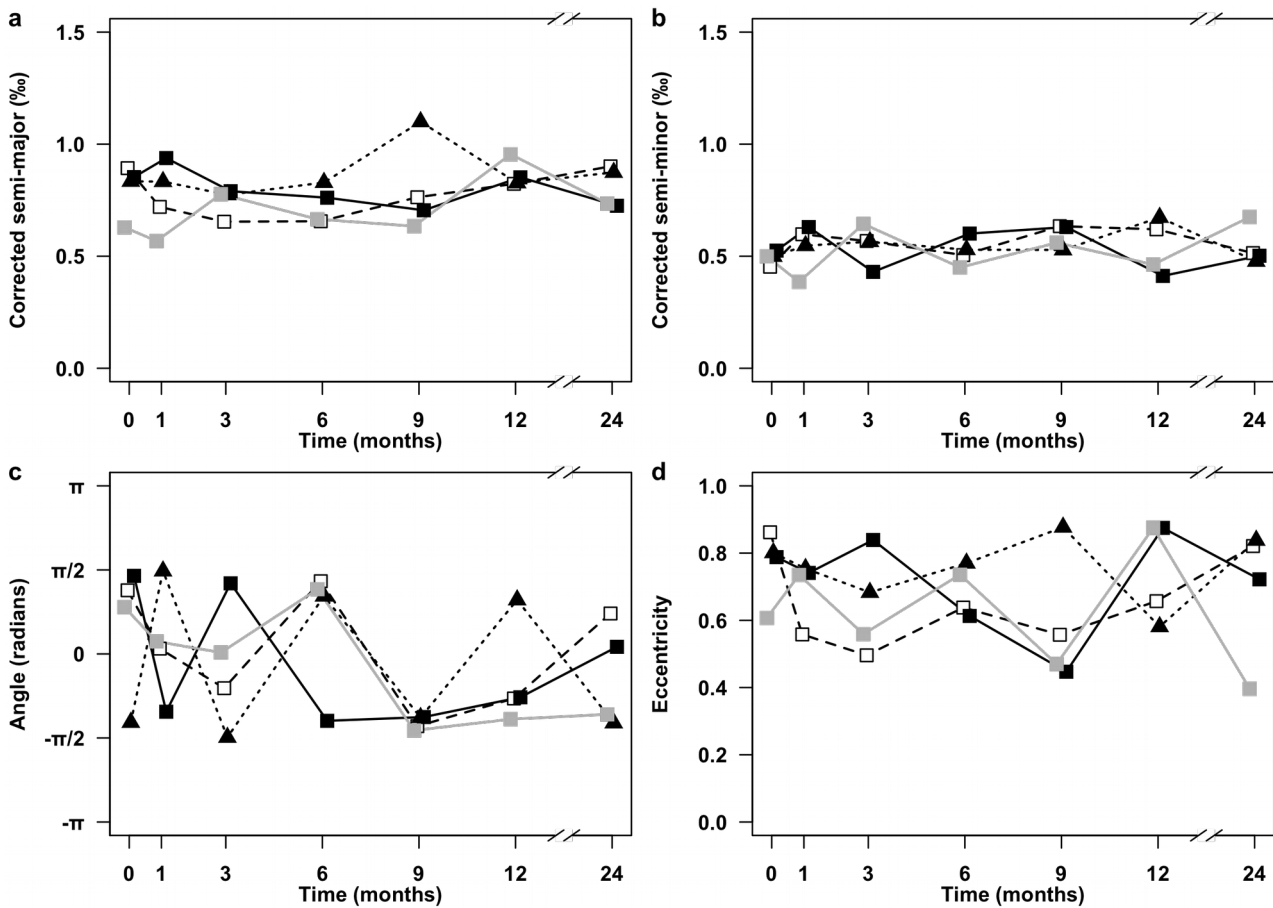 a
Corrected semi-major (‰)
1.5
1.0
0.5
0.0
0 1 3 6 9 12 24
Time (months)
b
Corrected semi-minor (‰)
1.5
1.0
0.5
0.0
0 1 3 6 9 12 24
Time (months)
c
Angle (radians)
π
π/2
0
-π/2
-π
0 1 3 6 9 12 24
Time (months)
d
Eccentricity
1.0
0.8
0.6
0.4
0.2
0.0
0 1 3 6 9 12 24
Time (months)